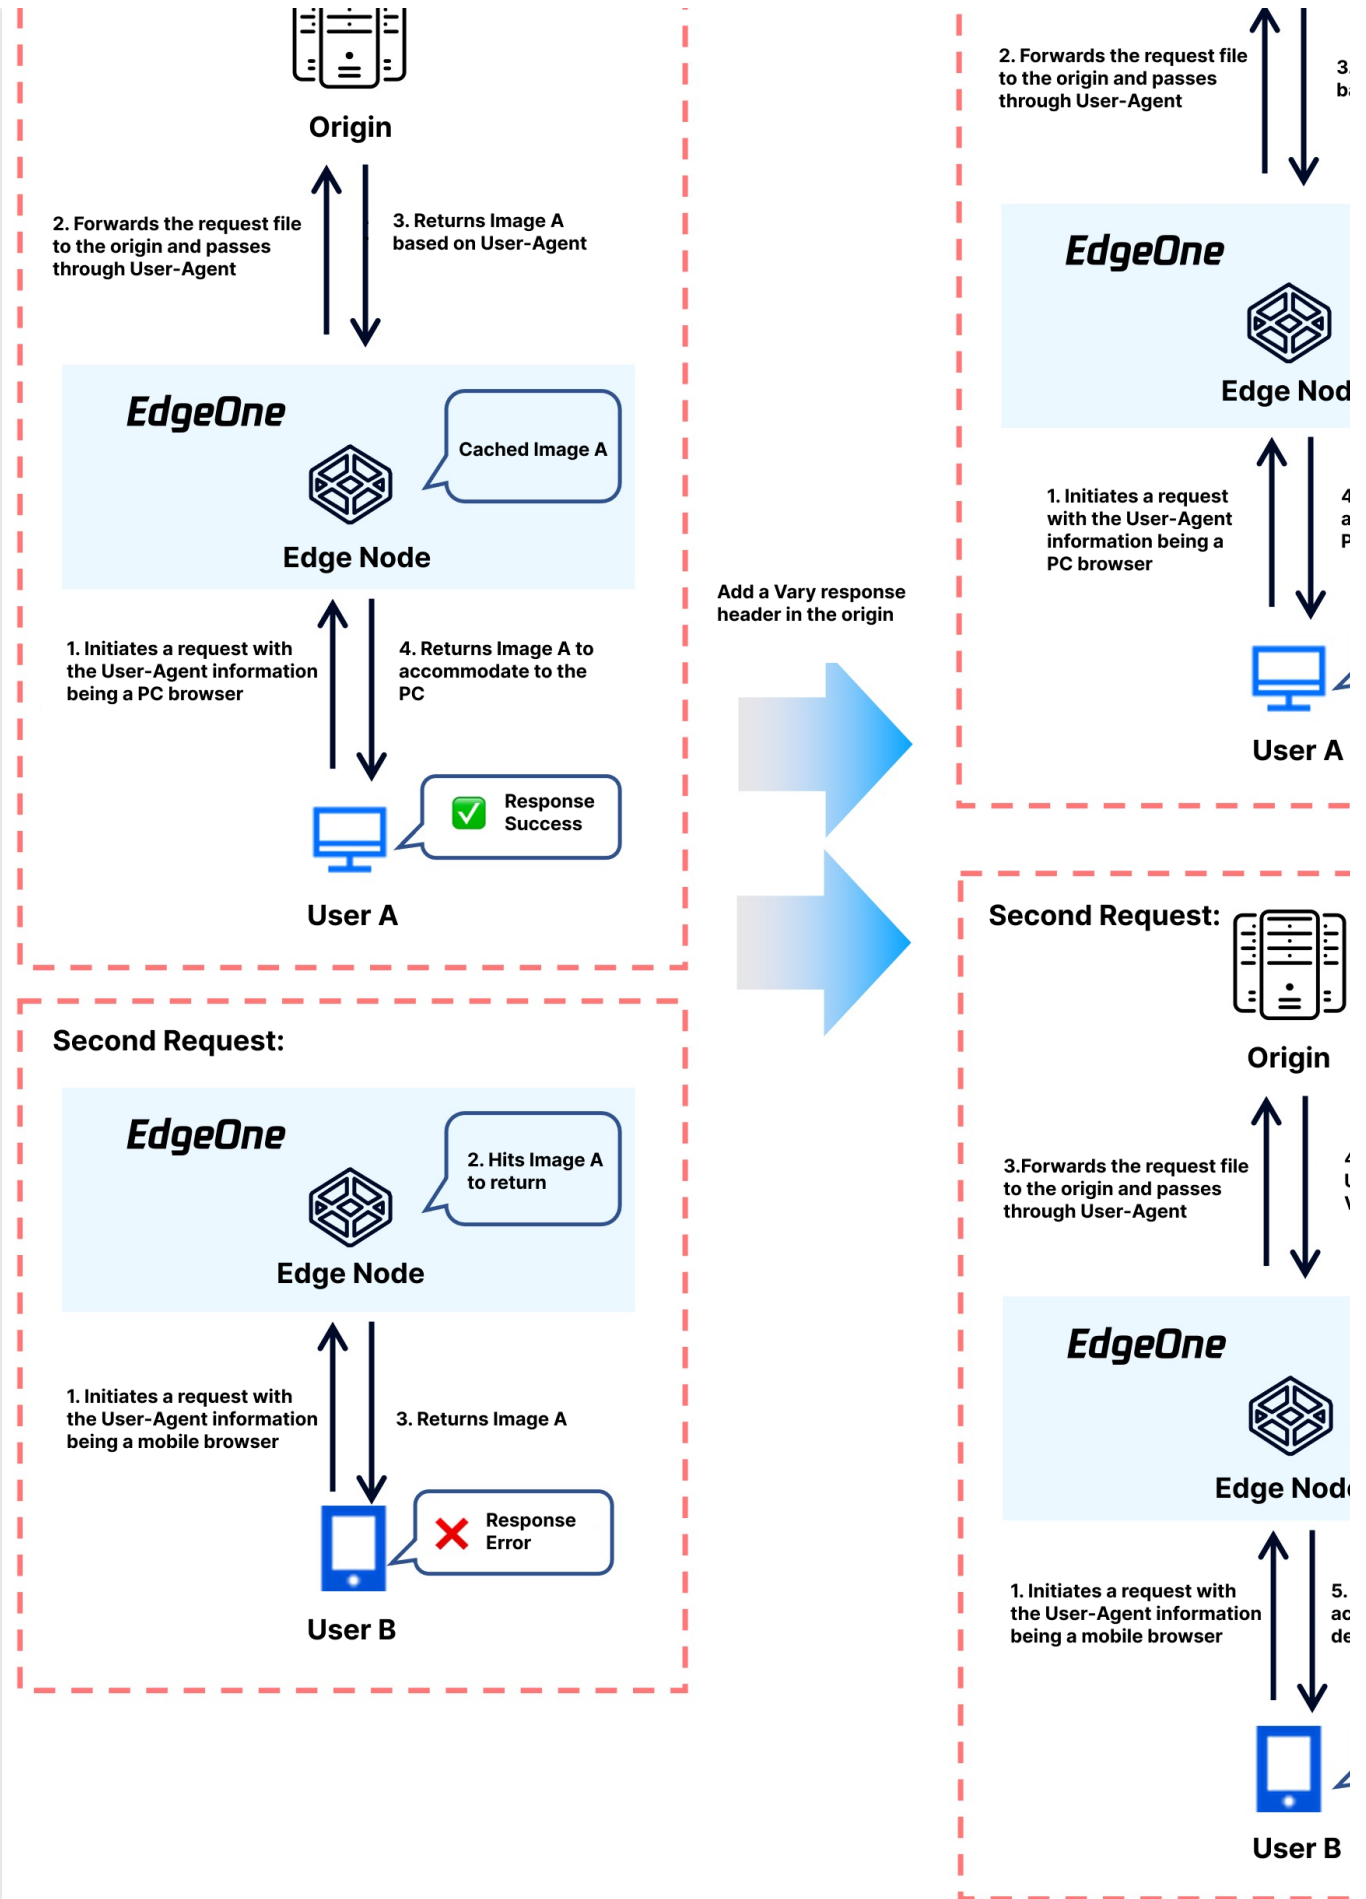 Origin
2. Forwards the request file
to the origin and passes
through User-Agent
3. Returns Image A
based on User-Agent
EdgeOne
Cached Image A
Edge Node
1. Initiates a request with
the User-Agent information
being a PC browser
4. Returns Image A to
accommodate to the
PC
Response
Success
User A
Second Request:
EdgeOne
2. Hits Image A
to return
Edge Node
1. Initiates a request with
the User-Agent information
being a mobile browser
3. Returns Image A
Response
Error
User B
Add a Vary response
header in the origin
2. Forwards the request file
to the origin and passes
through User-Agent
3.
EdgeOne
Edge
1. Initiates a request
with the User-Agent
information being a
PC browser
User A
Second Request:
Origin
3.Forwards the request file
to the origin and passes
through User-Agent
EdgeOne
Edge
1. Initiates a request with
the User-Agent information
being a mobile browser
5.
User B